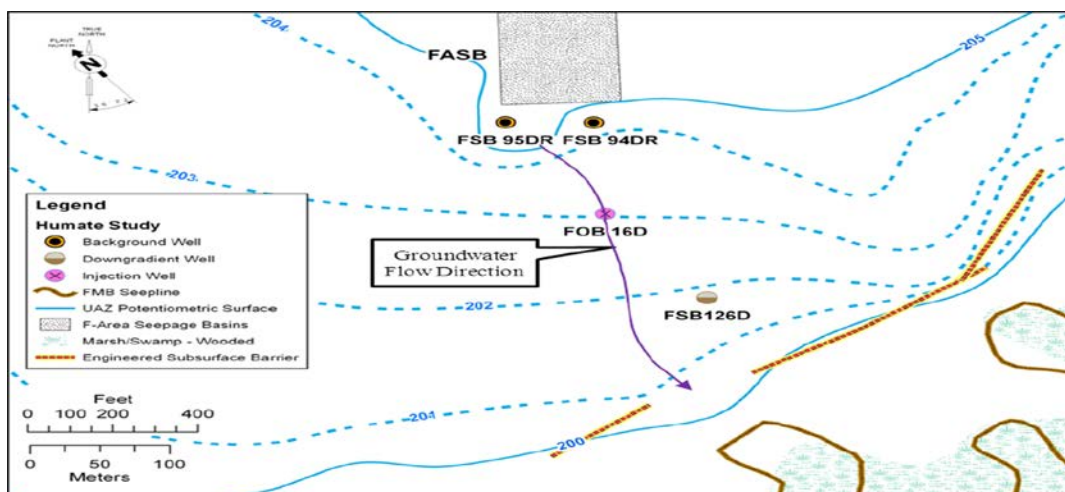 TRUE
NORTH
PLANT
NORTH
N
204
FASB
205
FSB 95DR
FSB 94DR
203
FOB 16D
Groundwater
Flow Direction
202
FSB126D
201
200
Legend
Humate Study
Background Well
Downgradient Well
Injection Well
FMB Seepline
UAZ Potentiometric Surface
F-Area Seepage Basins
Marsh/Swamp - Wooded
Engineered Subsurface Barrier
Feet
0 100 200 400
0 50 100
Meters